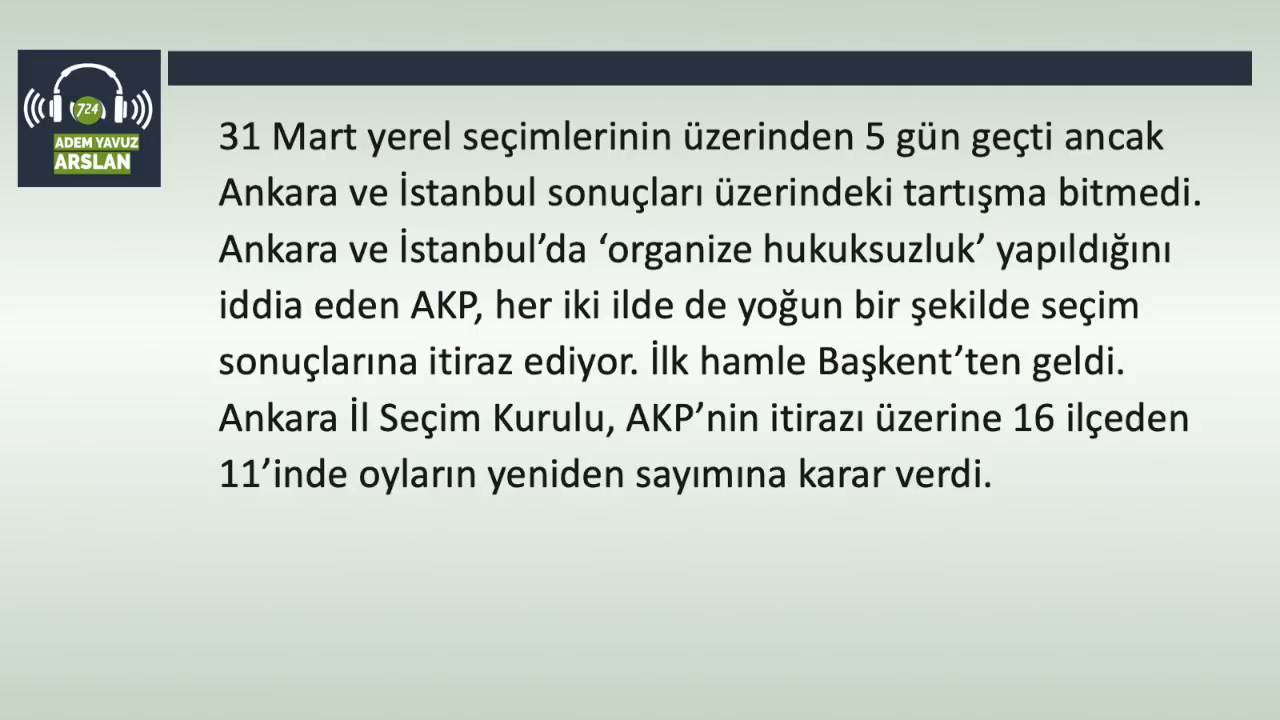 724
ADEM YAVUZ
ARSLAN
31 Mart yerel seçimlerinin üzerinden 5 gün geçti ancak
Ankara ve İstanbul sonuçları üzerindeki tartışma bitmedi.
Ankara ve İstanbul’da ‘organize hukuksuzluk’ yapıldığını
iddia eden AKP, her iki ilde de yoğun bir şekilde seçim
sonuçlarına itiraz ediyor. İlk hamle Başkent’ten geldi.
Ankara İl Seçim Kurulu, AKP’nin itirazı üzerine 16 ilçeden
11’inde oyların yeniden sayımına karar verdi.